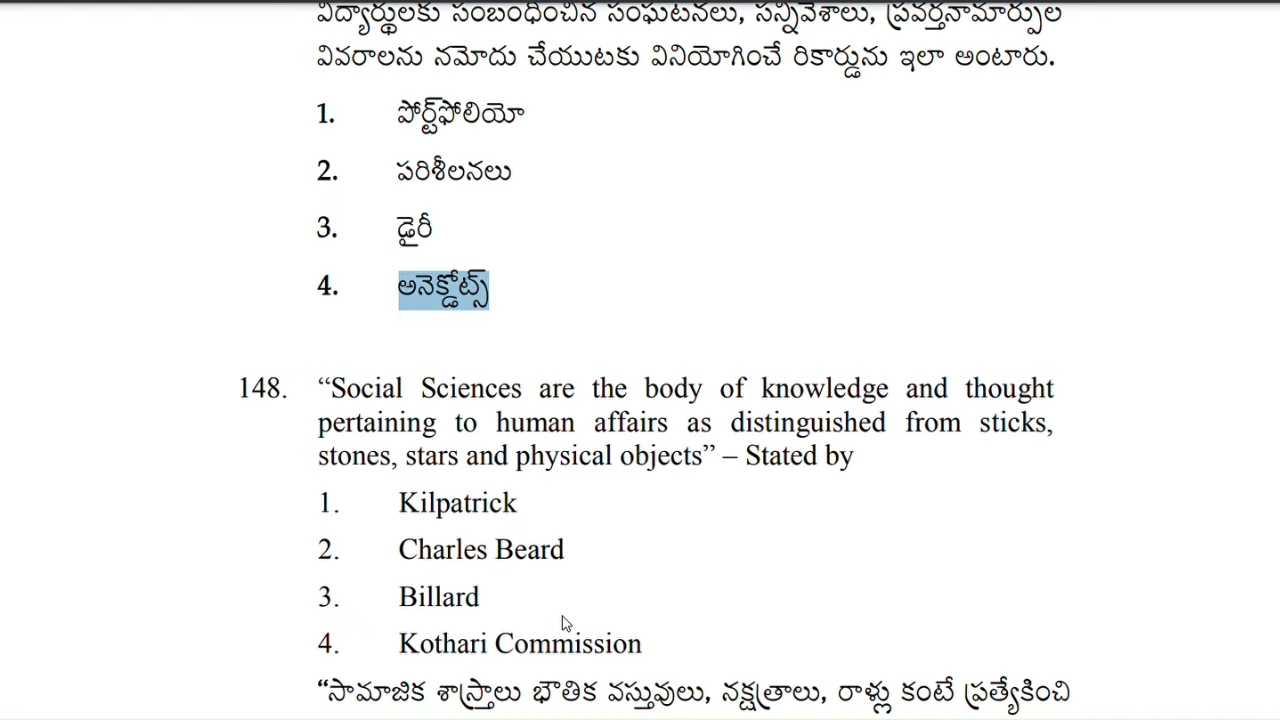 విద్యార్థులకు సంబంధించిన సంఘటనలు, సన్నివేశాలు, ప్రవర్తనామార్పుల
వివరాలను నమోదు చేయుటకు వినియోగించే రికార్డును ఇలా అంటారు.
1. పోర్ట్‌ఫోలియో
2. పరిశీలనలు
3. డైరీ
4. అనెక్డోట్స్
148. “Social Sciences are the body of knowledge and thought
pertaining to human affairs as distinguished from sticks,
stones, stars and physical objects” – Stated by
1. Kilpatrick
2. Charles Beard
3. Billard
4. Kothari Commission
“సామాజిక శాస్త్రాలు భౌతిక వస్తువులు, నక్షత్రాలు, రాళ్లు కంటే ప్రత్యేకించి